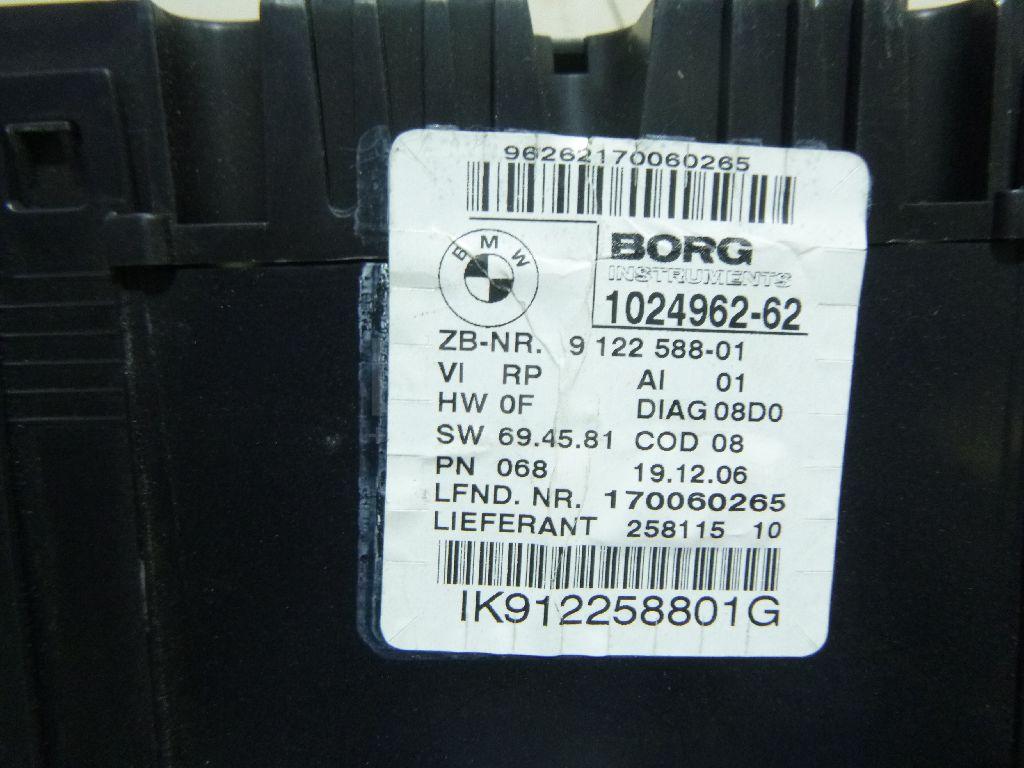 96262170060265
BMW
BORG
INSTRUMENTS
1024962-62
ZB-NR. 9 122 588-01
VI RP AI 01
HW 0F DIAG 08D0
SW 69.45.81 COD 08
PN 068 19.12.06
LFND. NR. 170060265
LIEFERANT 258115 10
IK912258801G